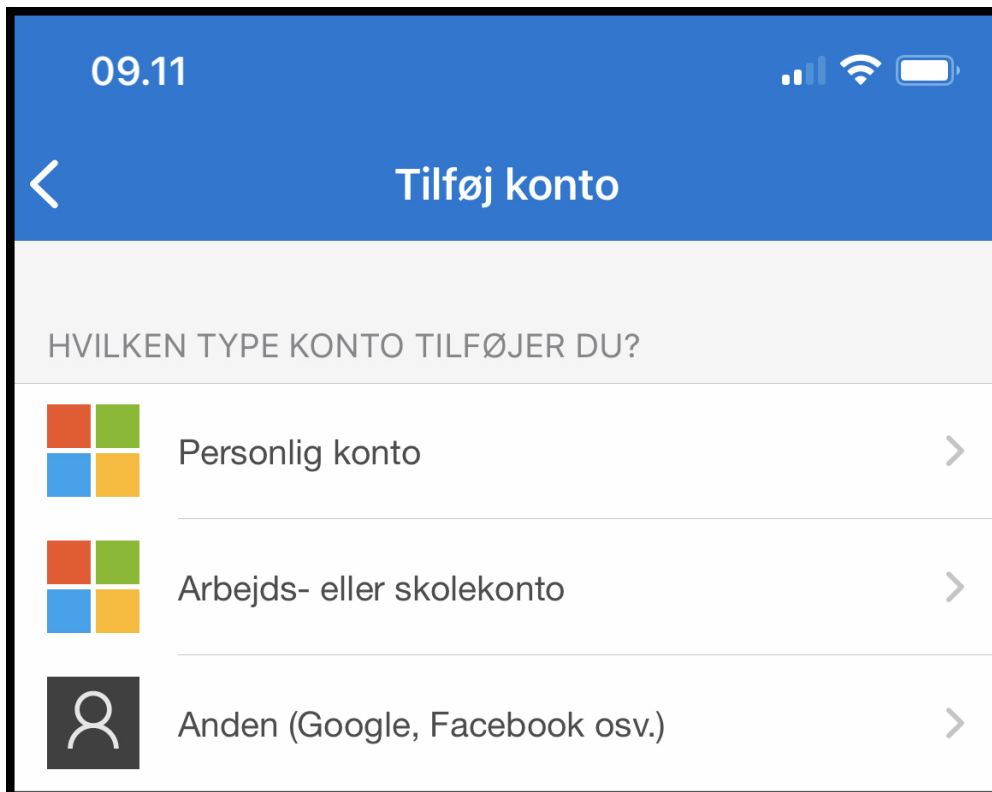 09.11
Tilføj konto
HVILKEN TYPE KONTO TILFØJER DU?
Personlig konto
Arbejds- eller skolekonto
Anden (Google, Facebook osv.)